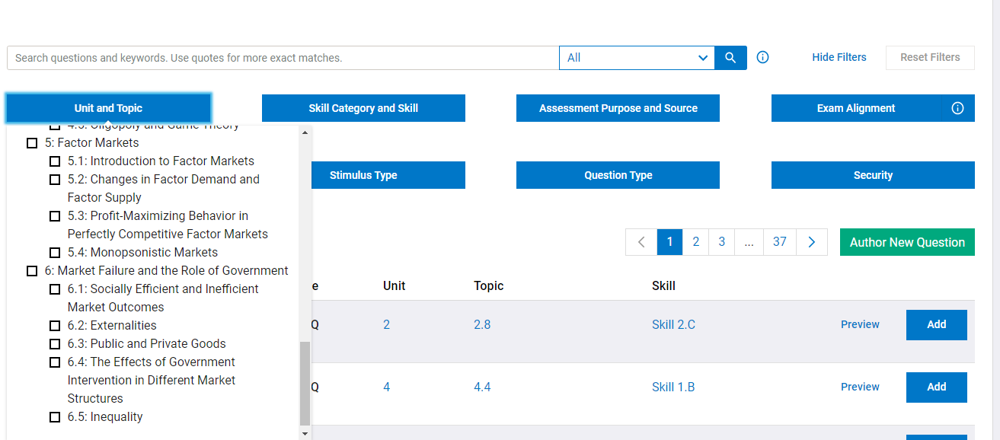 Search questions and keywords. Use quotes for more exact matches.
All
Hide Filters
Reset Filters
Unit and Topic
Skill Category and Skill
Assessment Purpose and Source
Exam Alignment
4.5: Oligopoly and Game Theory
5: Factor Markets
5.1: Introduction to Factor Markets
5.2: Changes in Factor Demand and
Factor Supply
5.3: Profit-Maximizing Behavior in
Perfectly Competitive Factor Markets
5.4: Monopsonistic Markets
6: Market Failure and the Role of Government
6.1: Socially Efficient and Inefficient
Market Outcomes
6.2: Externalities
6.3: Public and Private Goods
6.4: The Effects of Government
Intervention in Different Market
Structures
6.5: Inequality
Stimulus Type
Question Type
Security
1 2 3 ... 37
Author New Question
e Unit Topic Skill
Q 2 2.8 Skill 2.C Preview Add
Q 4 4.4 Skill 1.B Preview Add